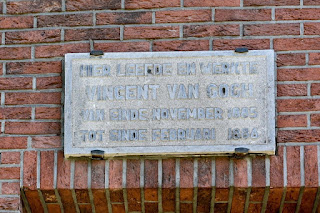 HIER LEEFDE EN WERKTE
VINCENT VAN GOGH
VAN EINDE NOVEMBER 1885
TOT EINDE FEBRUARI 1886